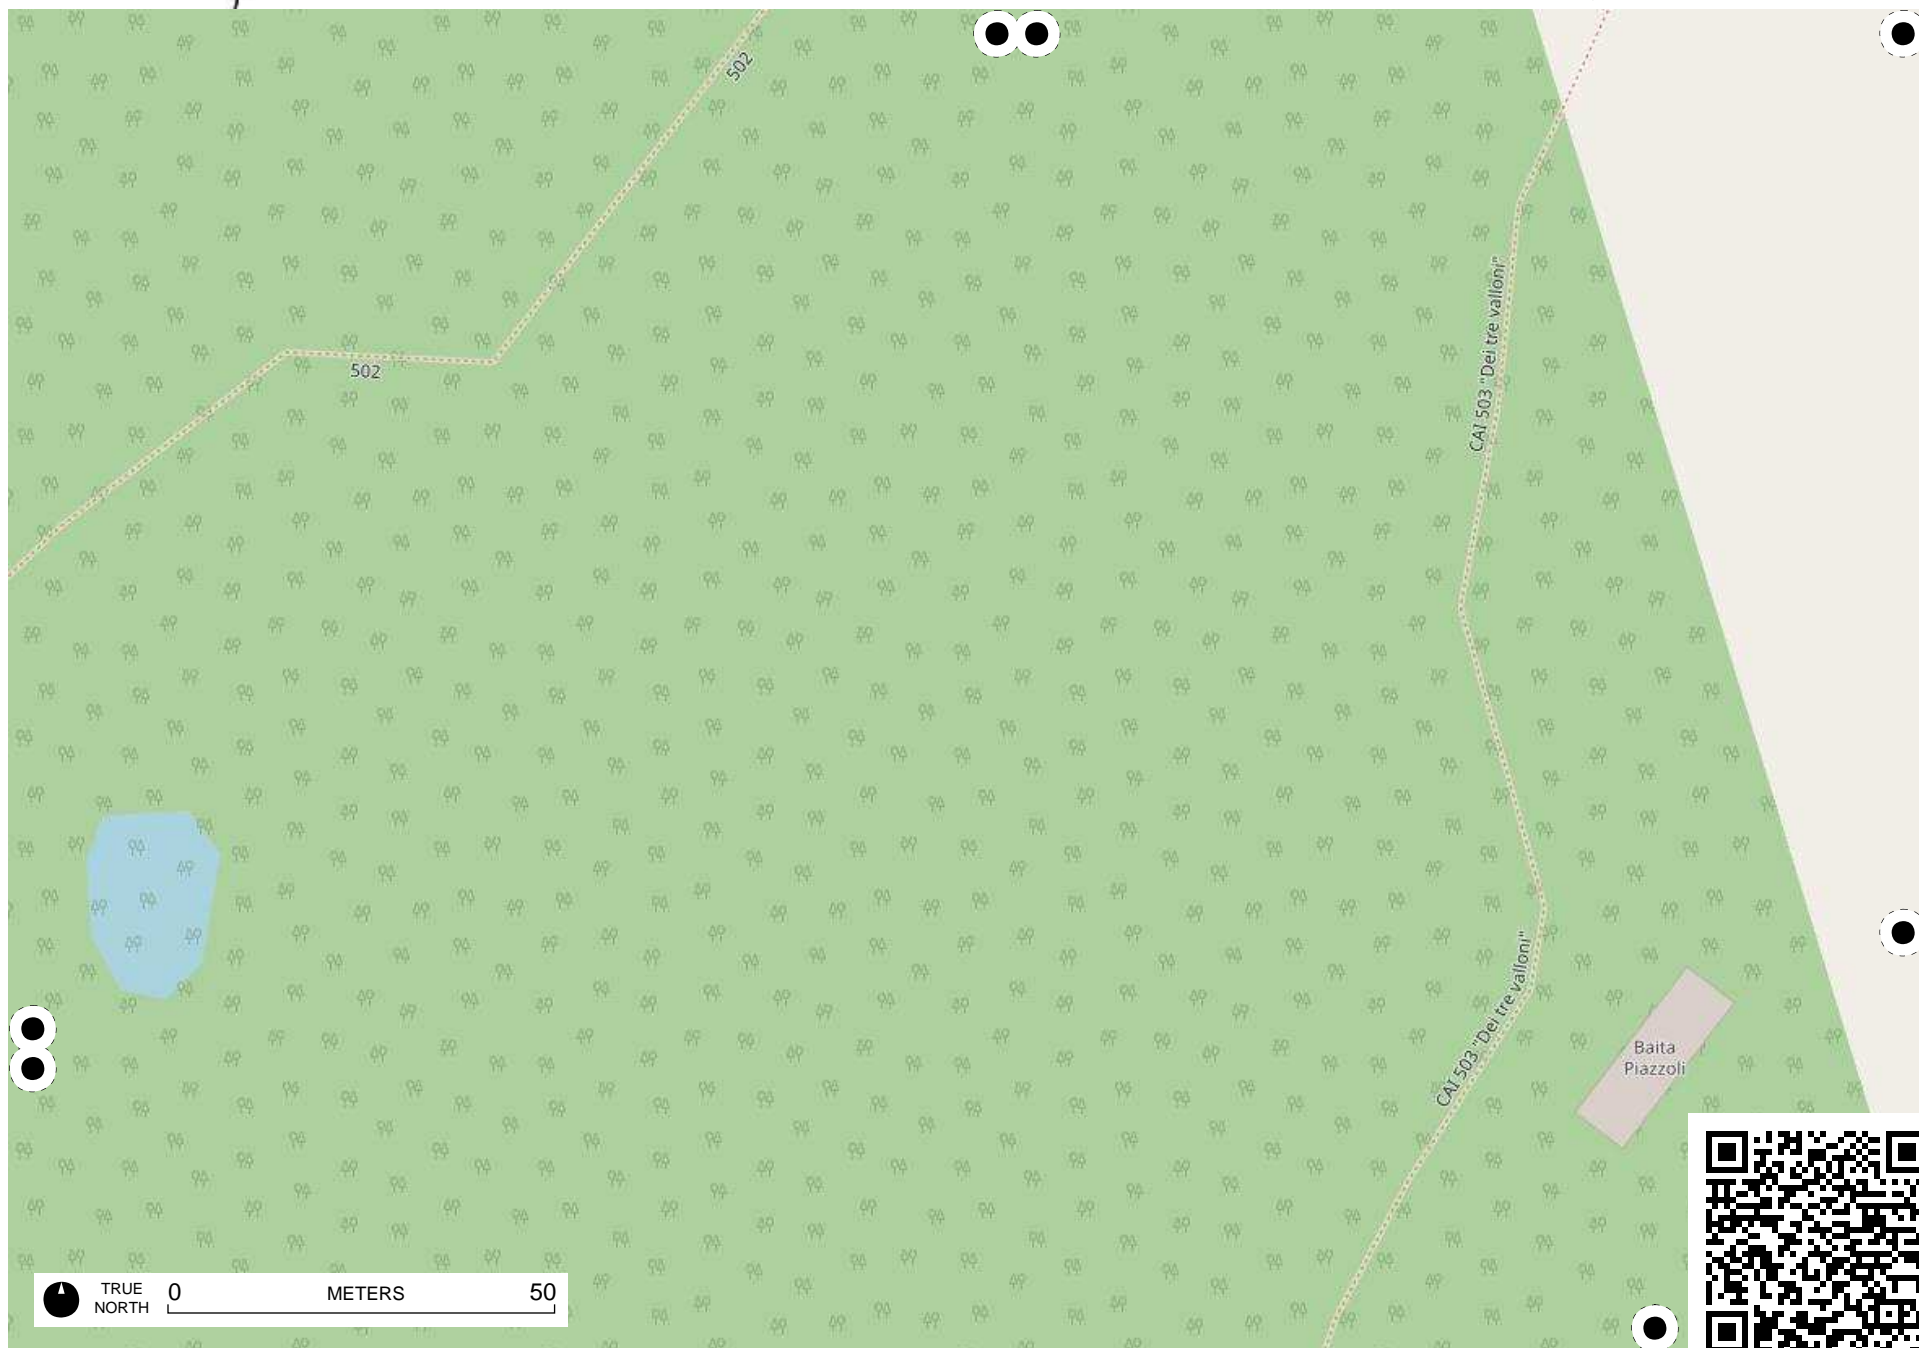 502
502
CAI 503 "Dei tre valloni"
CAI 503 "Dei tre valloni"
Baita
Piazzoli
TRUE
NORTH
0 METERS 50